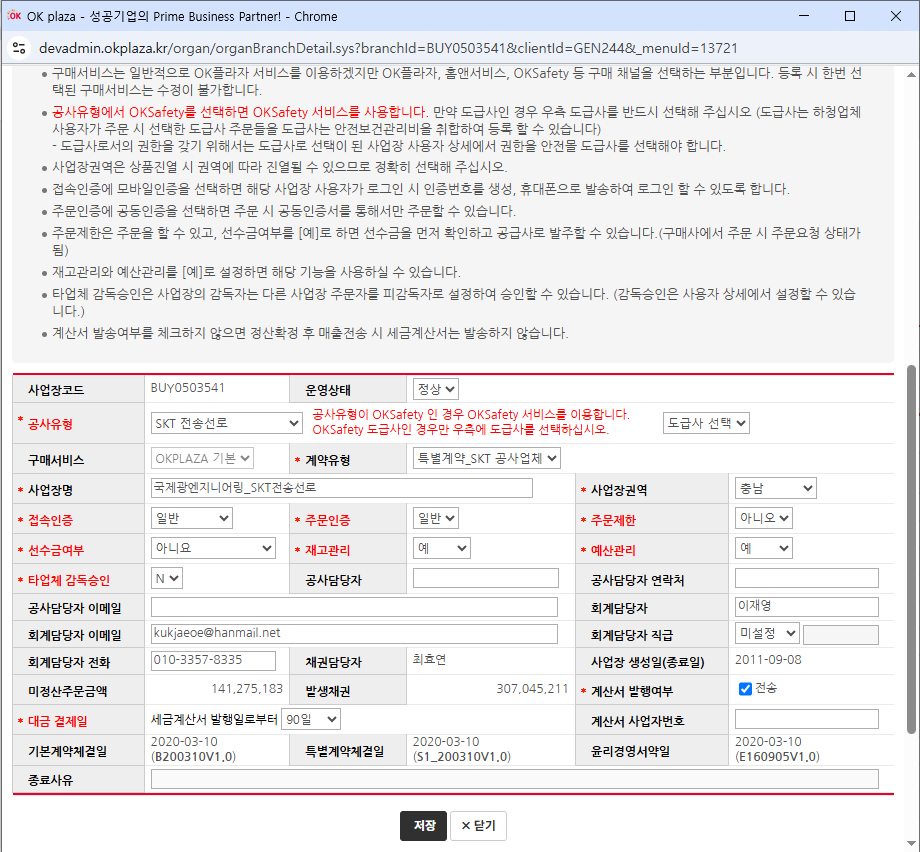 OK plaza - 성공기업의 Prime Business Partner! - Chrome
devadmin.okplaza.kr/organ/organBranchDetail.sys?branchId=BUY0503541&clientId=GEN244&_menuId=13721
구매서비스는 일반적으로 OK플라자 서비스를 이용하겠지만 OK플라자, 홈앤서비스, OKSafety 등 구매 채널을 선택하는 부분입니다. 등록 시 한번 선
택된 구매서비스는 수정이 불가합니다.
공사유형에서 OKSafety를 선택하면 OKSafety 서비스를 사용합니다. 만약 도급사인 경우 우측 도급사를 반드시 선택해 주십시오 (도급사는 하청업체
사용자가 주문 시 선택한 도급사 주문들을 도급사는 안전보건관리비을 취합하여 등록 할 수 있습니다)
- 도급사로서의 권한을 갖기 위해서는 도급사로 선택이 된 사업장 사용자 상세에서 권한을 안전몰 도급사를 선택해야 합니다.
사업장권역은 상품진열 시 권역에 따라 진열될 수 있으므로 정확히 선택해 주십시오.
접속인증에 모바일인증을 선택하면 해당 사업장 사용자가 로그인 시 인증번호를 생성, 휴대폰으로 발송하여 로그인 할 수 있도록 합니다.
주문인증에 공동인증을 선택하면 주문 시 공동인증서를 통해서만 주문할 수 있습니다.
주문제한은 주문을 할 수 있고, 선수금여부를 [예]로 하면 선수금을 먼저 확인하고 공급사로 발주할 수 있습니다.(구매사에서 주문 시 주문요청 상태가
됨)
재고관리와 예산관리를 [예]로 설정하면 해당 기능을 사용하실 수 있습니다.
타업체 감독승인은 사업장의 감독자는 다른 사업장 주문자를 피감독자로 설정하여 승인할 수 있습니다. (감독승인은 사용자 상세에서 설정할 수 있습
니다.)
계산서 발송여부를 체크하지 않으면 정산확정 후 매출전송 시 세금계산서는 발송하지 않습니다.
사업장코드 BUY0503541 운영상태 정상
* 공사유형 SKT 전송선로 공사유형이 OKSafety 인 경우 OKSafety 서비스를 이용합니다. 도급사 선택
OKSafety 도급사인 경우만 우측에 도급사를 선택하십시오.
구매서비스 OKPLAZA 기본 * 계약유형 특별계약_SKT 공사업체
* 사업장명 국제광엔지니어링_SKT전송선로 * 사업장권역 충남
* 접속인증 일반 * 주문인증 일반 * 주문제한 아니오
* 선수금여부 아니요 * 재고관리 예 * 예산관리 예
* 타업체 감독승인 N 공사담당자 공사담당자 연락처
공사담당자 이메일 회계담당자 이재영
회계담당자 이메일 kukjaeoe@hanmail.net 회계담당자 직급 미설정
회계담당자 전화 010-3357-8335 채권담당자 최효연 사업장 생성일(종료일) 2011-09-08
미정산주문금액 141,275,183 발생채권 307,045,211 * 계산서 발행여부 전송
* 대금 결제일 세금계산서 발행일로부터 90일 계산서 사업자번호
기본계약체결일 2020-03-10 특별계약체결일 2020-03-10 윤리경영서약일 2020-03-10
(B200310V1.0) (S1_200310V1.0) (E160905V1.0)
종료사유
저장 ✕ 닫기